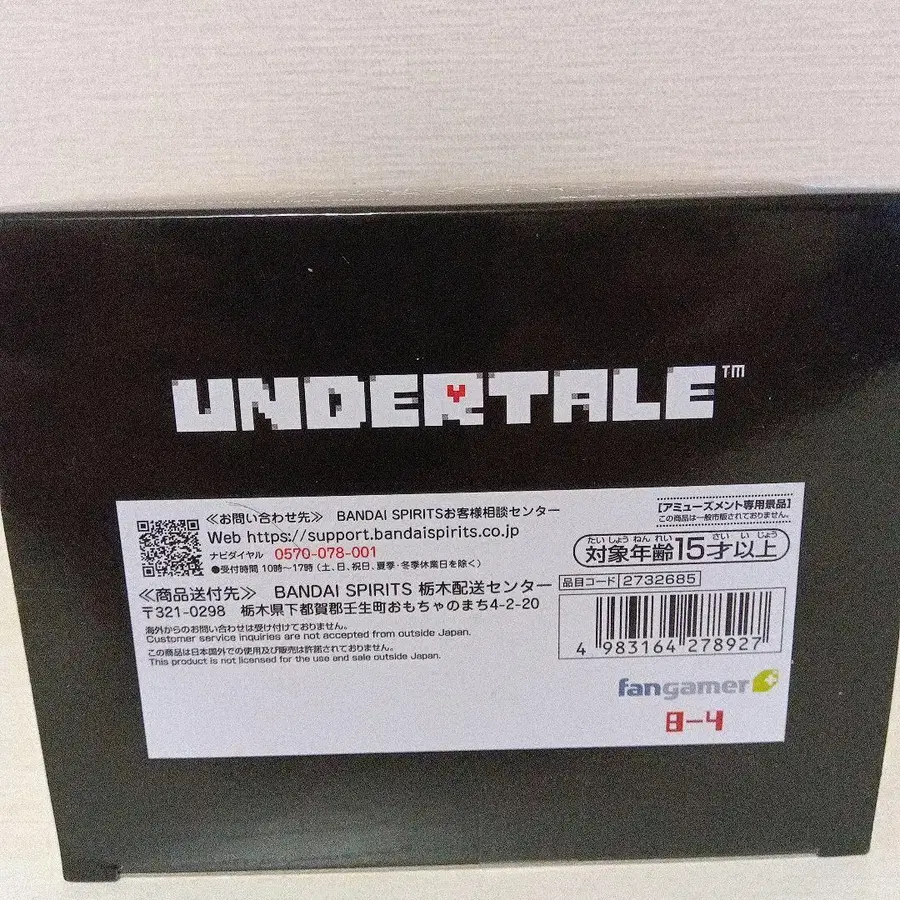 UNDERTALE™
≪お問い合わせ先≫ BANDAI SPIRITSお客様相談センター
Web https://support.bandaispirits.co.jp
ナビダイヤル 0570-078-001
●受付時間 10時〜17時(土、日、祝日、夏季・冬季休業日を除く)
≪商品送付先≫ BANDAI SPIRITS 栃木配送センター
〒321-0298 栃木県下都賀郡壬生町おもちゃのまち4-2-20
海外からのお問い合わせは受け付けておりません。
Customer service inquiries are not accepted from outside Japan.
この商品は日本国外での使用及び販売は許諾されておりません。
This product is not licensed for the use and sale outside Japan.
[アミューズメント専用景品]
この商品は一般市販されておりません。
たいしょうねんれい さいいじょう
対象年齢15才以上
品目コード 2732685
4 983164 278927
fangamer
8-4